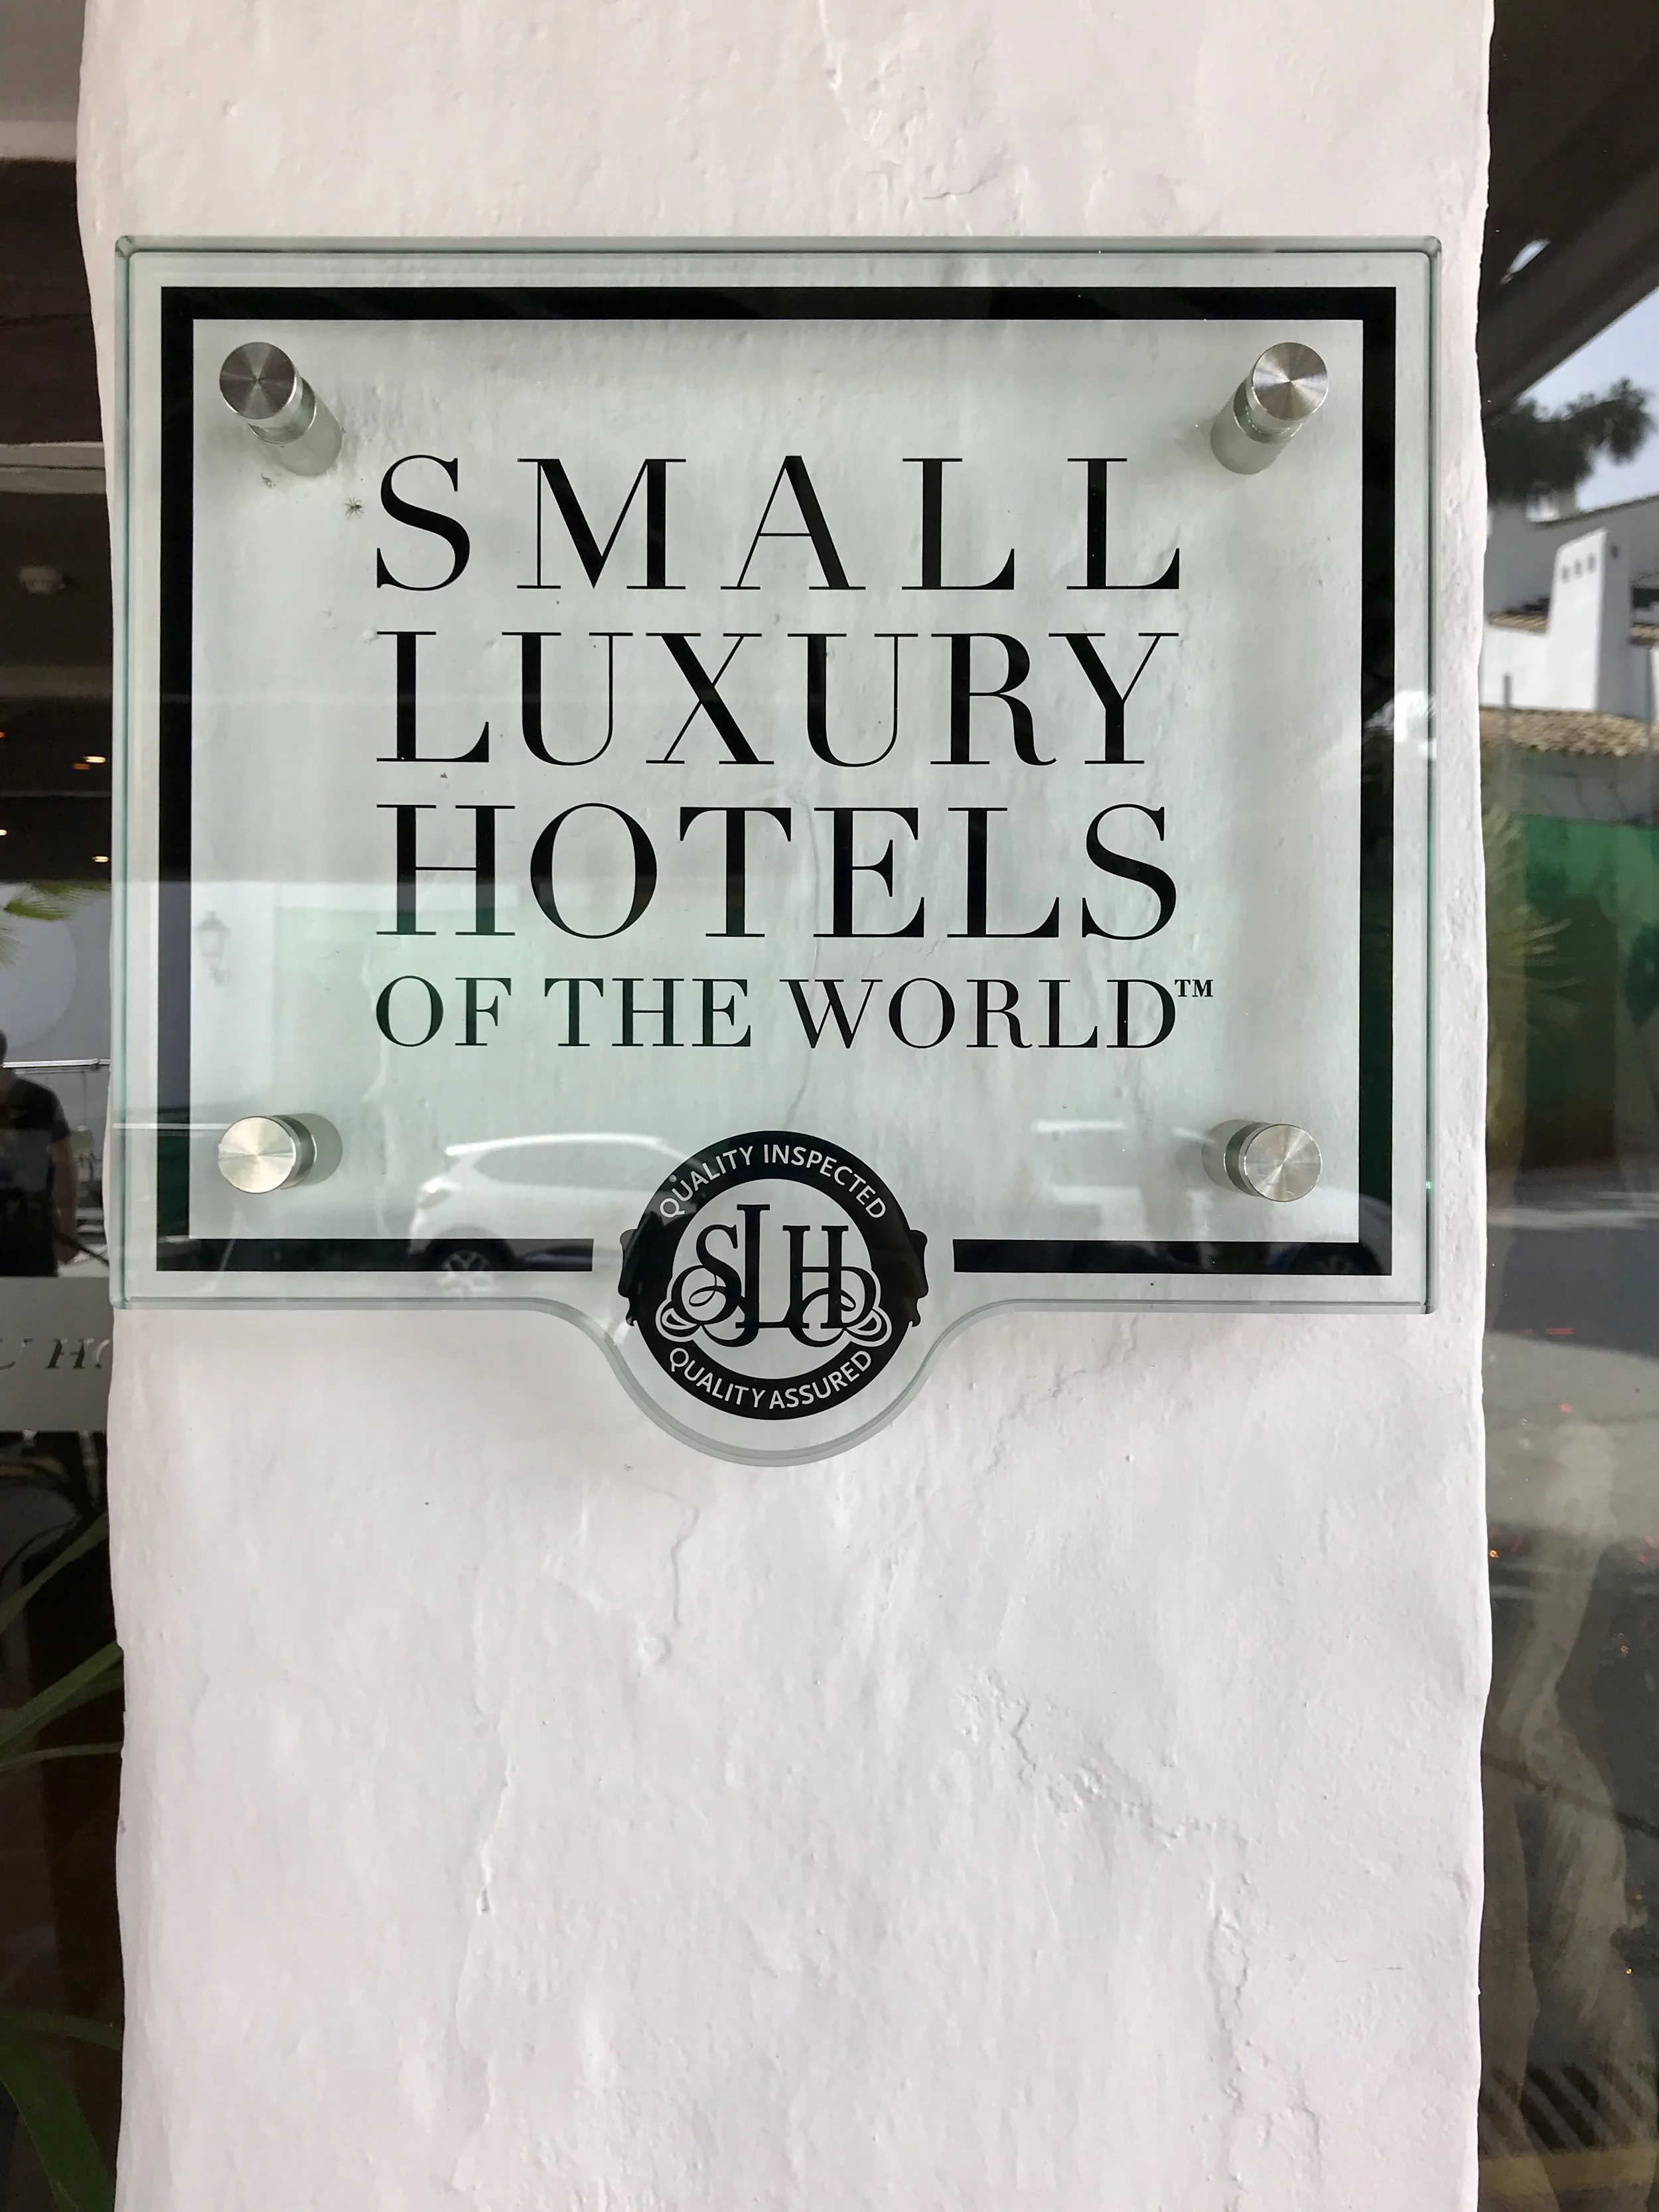 SMALL
LUXURY
HOTELS
OF THE WORLD™
QUALITY INSPECTED
SLH
QUALITY ASSURED